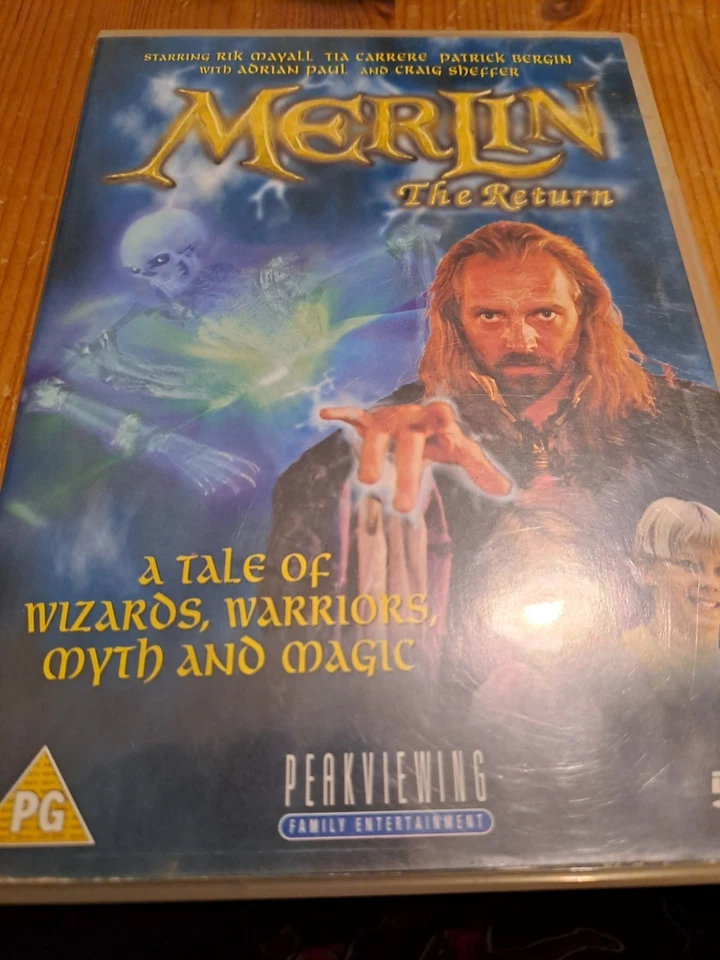 STARRING RIK MAYALL TIA CARRERE PATRICK BERGIN
WITH ADRIAN PAUL AND CRAIG SHEFFER
MERLIN
The Return
A TALE OF
WIZARDS, WARRIORS,
MYTH AND MAGIC
PEAKVIEWING
FAMILY ENTERTAINMENT
PG